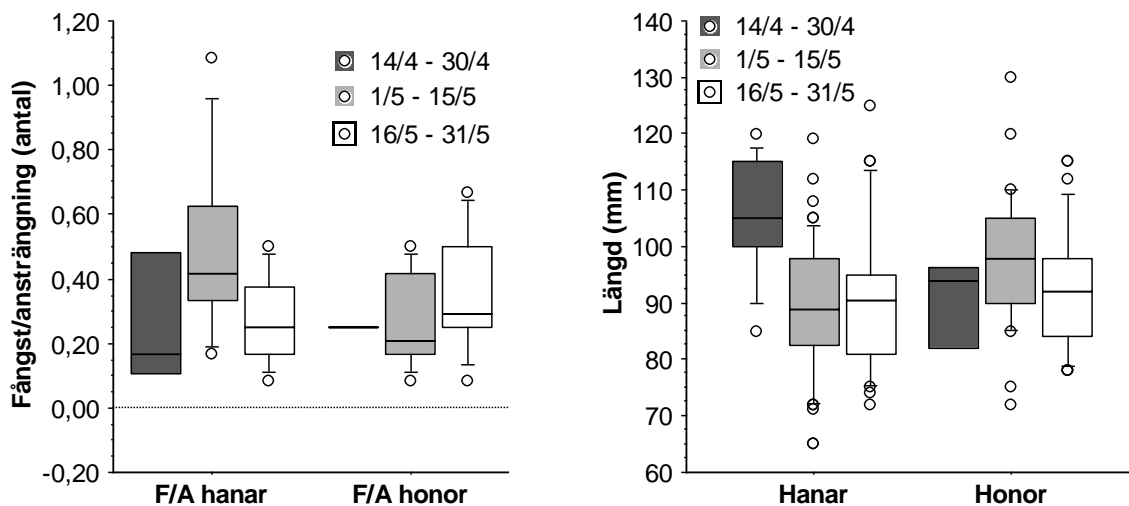 1,20
1,00
0,80
0,60
0,40
0,20
0,00
-0,20
Fångst/ansträngning (antal)
14/4 - 30/4
1/5 - 15/5
16/5 - 31/5
F/A hanar
F/A honor
140
130
120
110
100
90
80
70
60
Längd (mm)
14/4 - 30/4
1/5 - 15/5
16/5 - 31/5
Hanar
Honor